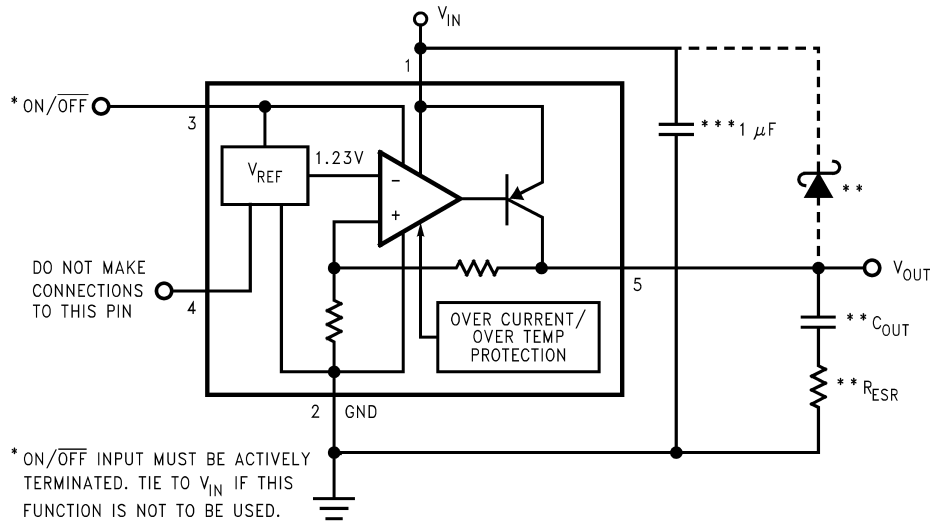 V_IN
1
* ON/OFF
3
***1 μF
1.23V
V_REF
−
+
**
DO NOT MAKE
CONNECTIONS
TO THIS PIN
4
5
V_OUT
OVER CURRENT/
OVER TEMP
PROTECTION
**C_OUT
**R_ESR
2 GND
* ON/OFF INPUT MUST BE ACTIVELY
TERMINATED. TIE TO V_IN IF THIS
FUNCTION IS NOT TO BE USED.